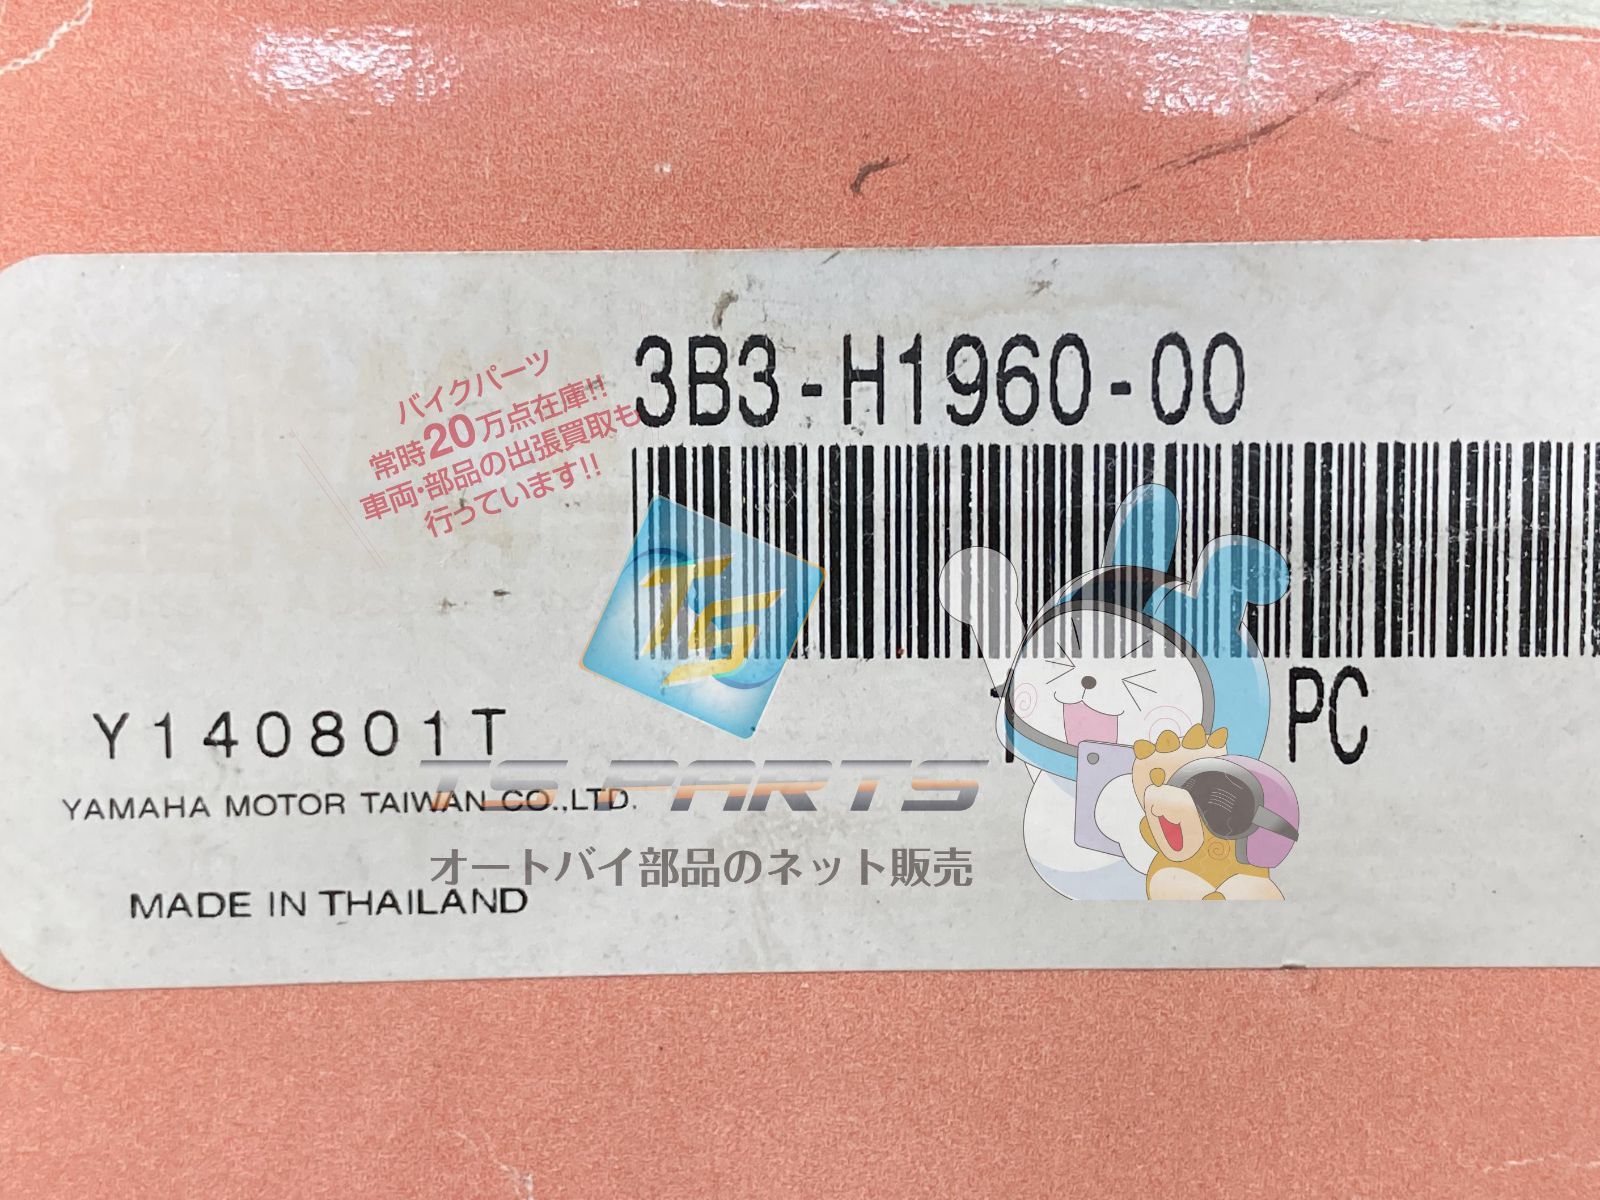 3B3-H1960-00
バイクパーツ
常時20万点在庫!!
車両・部品の出張買取も
行っています!!
TS
PC
Y140801T
TS PARTS
YAMAHA MOTOR TAIWAN CO.,LTD.
オートバイ部品のネット販売
MADE IN THAILAND